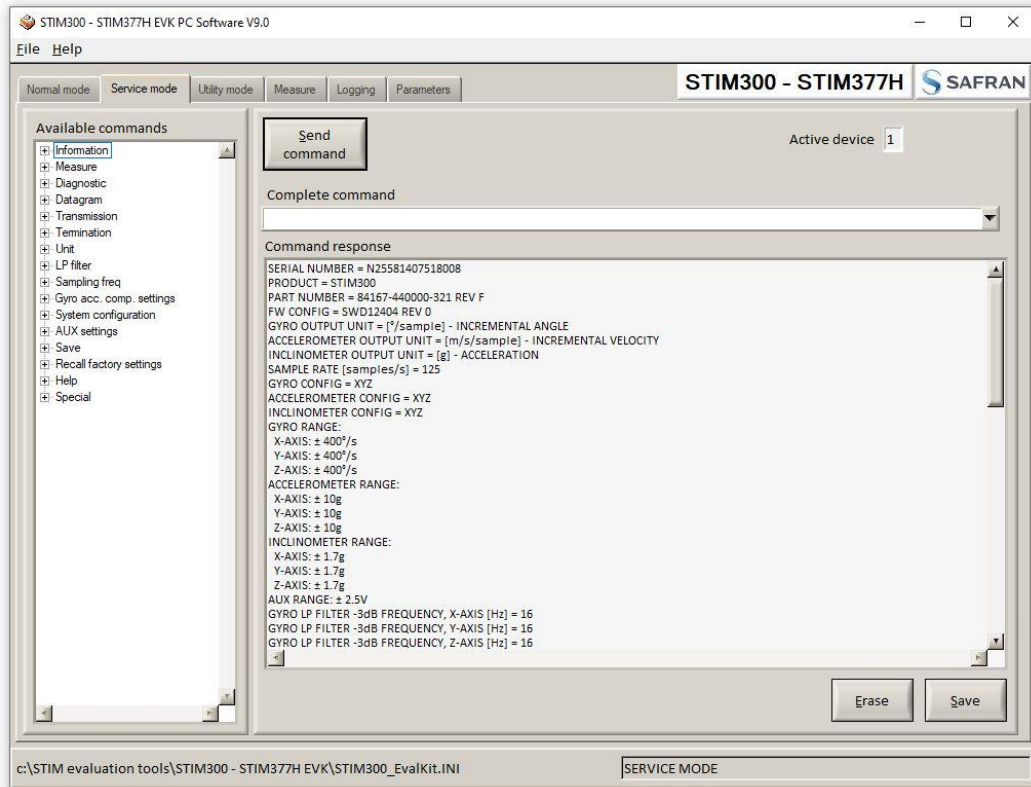 STIM300 - STIM377H EVK PC Software V9.0
File Help
Normal mode Service mode Utility mode Measure Logging Parameters
STIM300 - STIM377H SAFRAN
Available commands
Information
Measure
Diagnostic
Datagram
Transmission
Termination
Unit
LP filter
Sampling freq
Gyro acc. comp. settings
System configuration
AUX settings
Save
Recall factory settings
Help
Special
Send
command
Active device 1
Complete command
Command response
SERIAL NUMBER = N25581407518008
PRODUCT = STIM300
PART NUMBER = 84167-440000-321 REV F
FW CONFIG = SWD12404 REV 0
GYRO OUTPUT UNIT = [°/sample] - INCREMENTAL ANGLE
ACCELEROMETER OUTPUT UNIT = [m/s/sample] - INCREMENTAL VELOCITY
INCLINOMETER OUTPUT UNIT = [g] - ACCELERATION
SAMPLE RATE [samples/s] = 125
GYRO CONFIG = XYZ
ACCELEROMETER CONFIG = XYZ
INCLINOMETER CONFIG = XYZ
GYRO RANGE:
X-AXIS: ± 400°/s
Y-AXIS: ± 400°/s
Z-AXIS: ± 400°/s
ACCELEROMETER RANGE:
X-AXIS: ± 10g
Y-AXIS: ± 10g
Z-AXIS: ± 10g
INCLINOMETER RANGE:
X-AXIS: ± 1.7g
Y-AXIS: ± 1.7g
Z-AXIS: ± 1.7g
AUX RANGE: ± 2.5V
GYRO LP FILTER -3dB FREQUENCY, X-AXIS [Hz] = 16
GYRO LP FILTER -3dB FREQUENCY, Y-AXIS [Hz] = 16
GYRO LP FILTER -3dB FREQUENCY, Z-AXIS [Hz] = 16
Erase Save
c:\STIM evaluation tools\STIM300 - STIM377H EVK\STIM300_EvalKit.INI SERVICE MODE